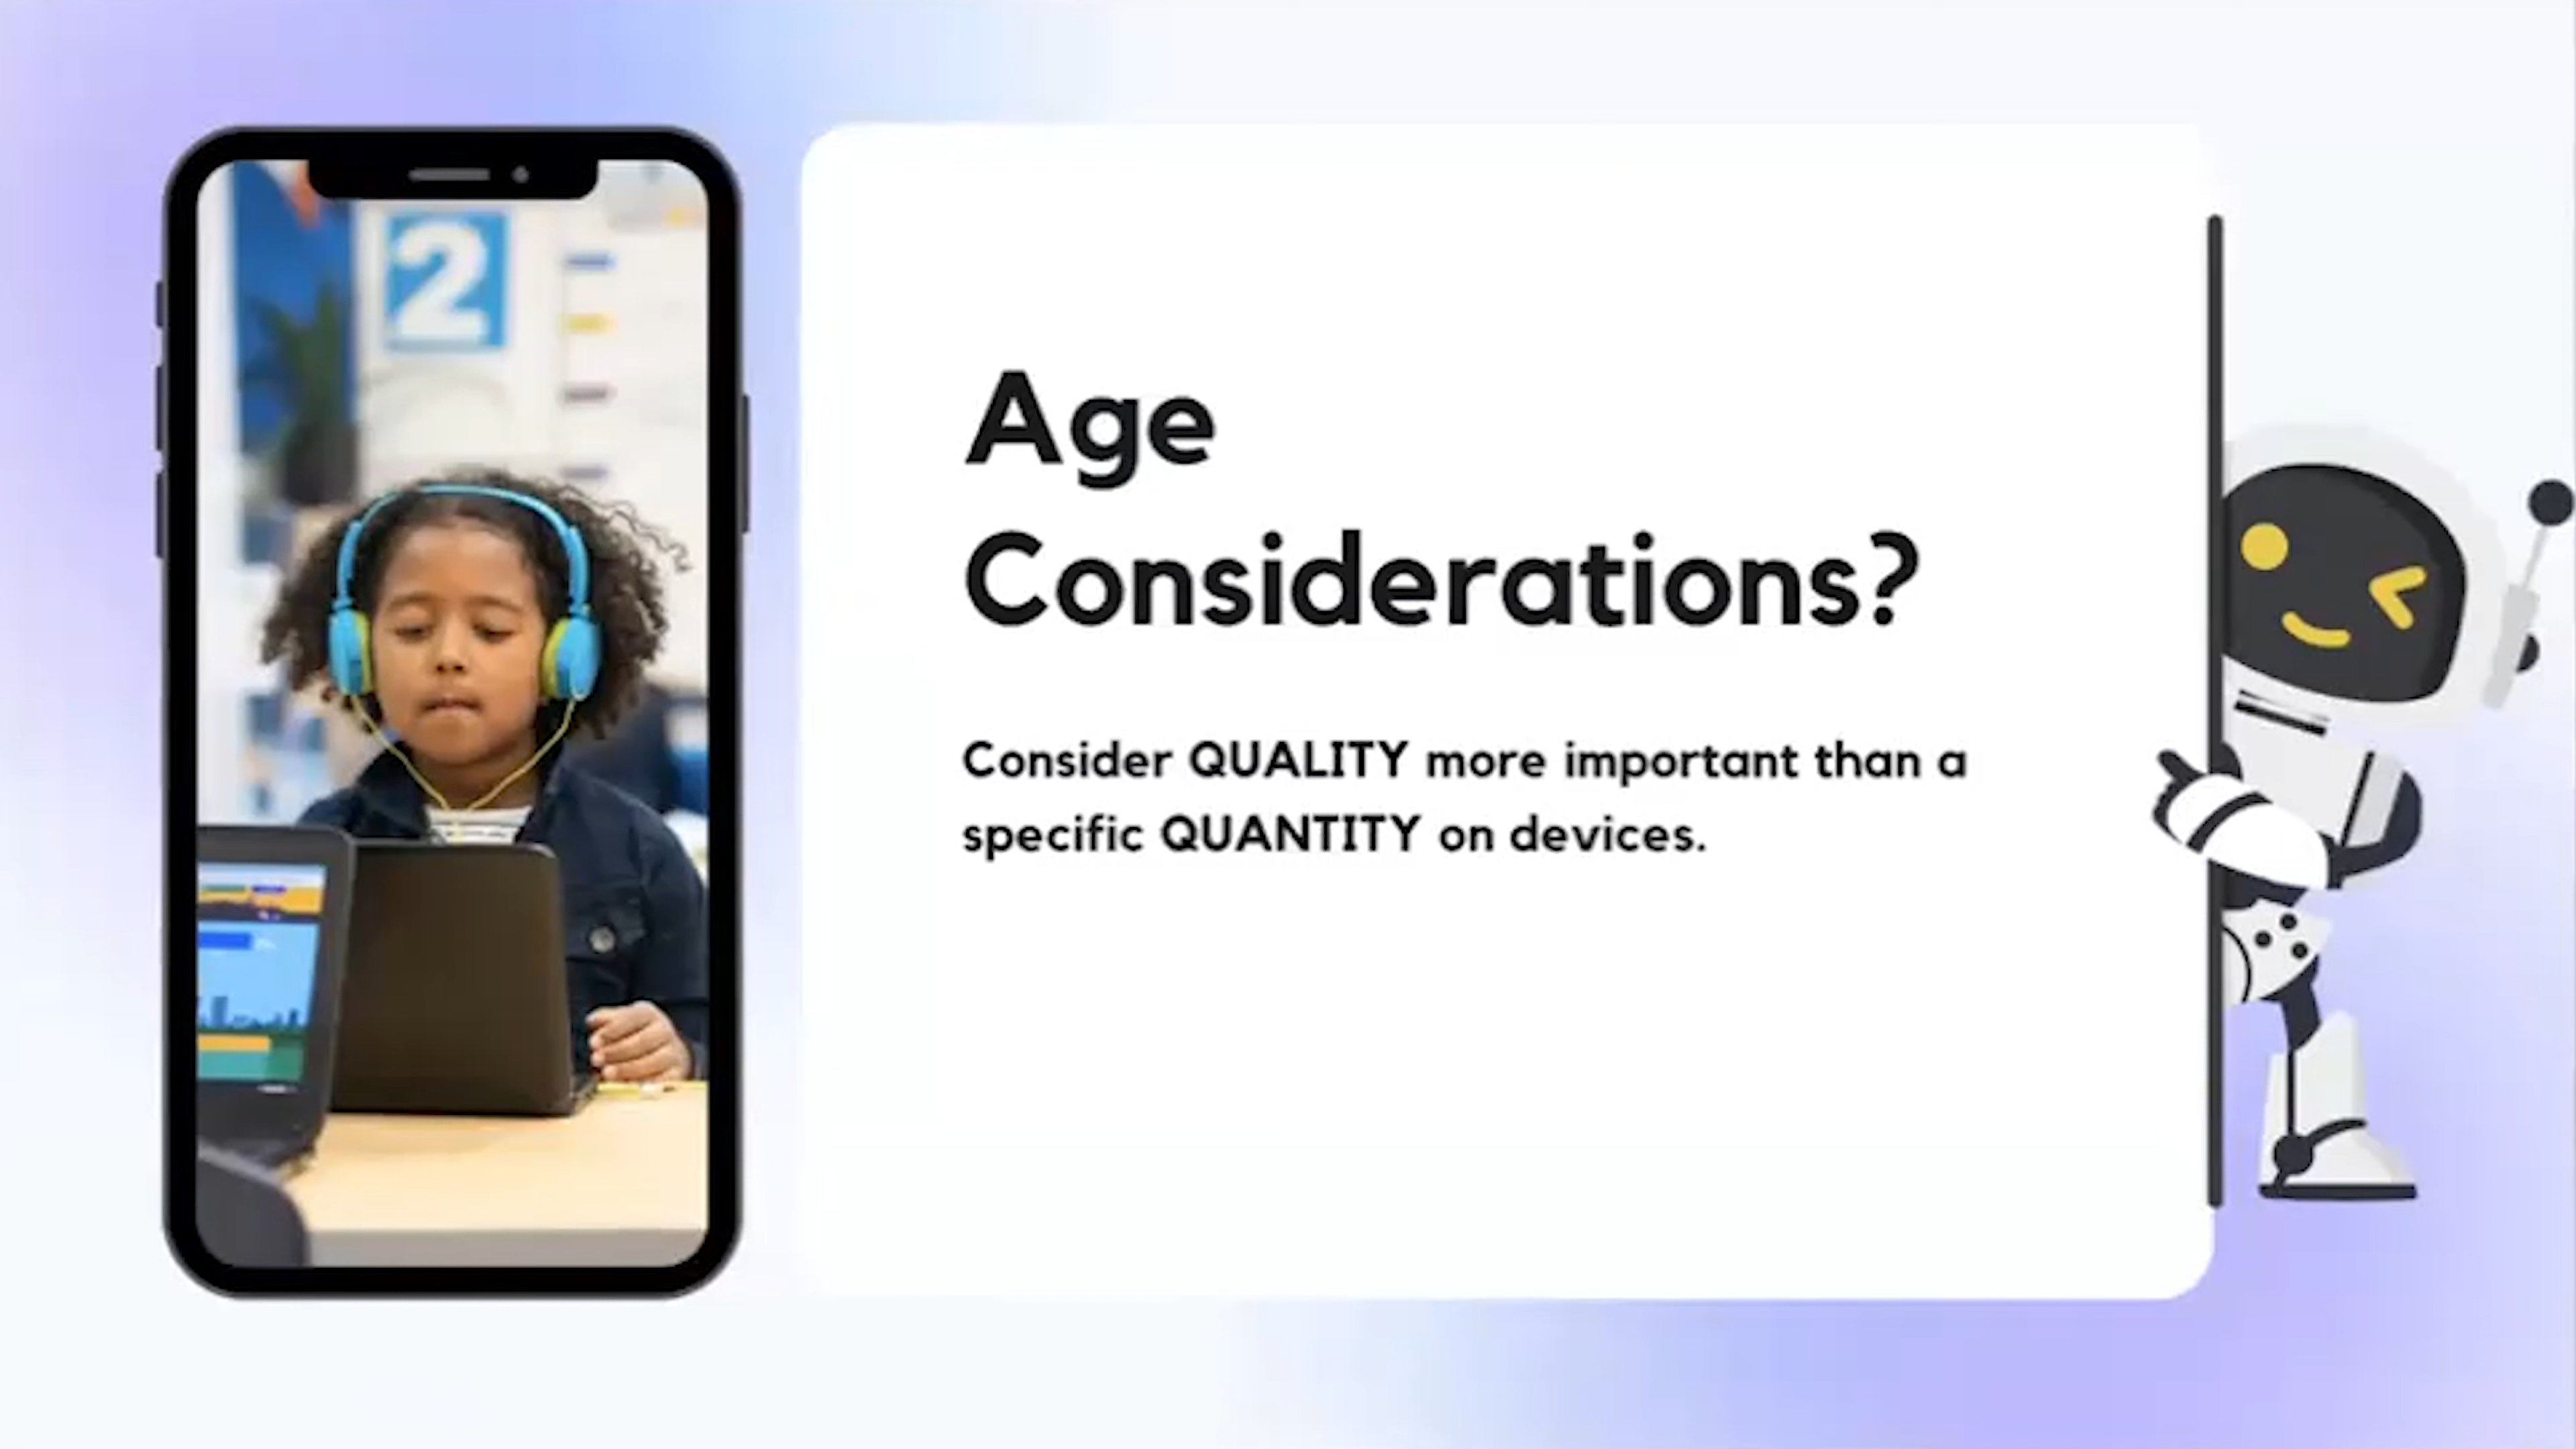 2
Age
Considerations?
Consider QUALITY more important than a
specific QUANTITY on devices.